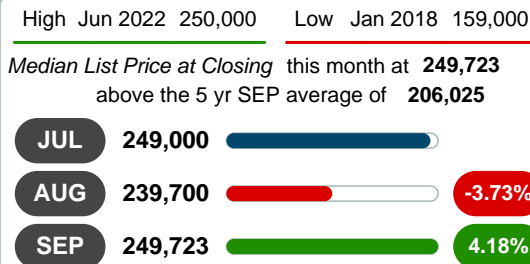 High Jun 2022 250,000 Low Jan 2018 159,000
Median List Price at Closing this month at 249,723
above the 5 yr SEP average of 206,025
JUL 249,000
AUG 239,700 -3.73%
SEP 249,723 4.18%